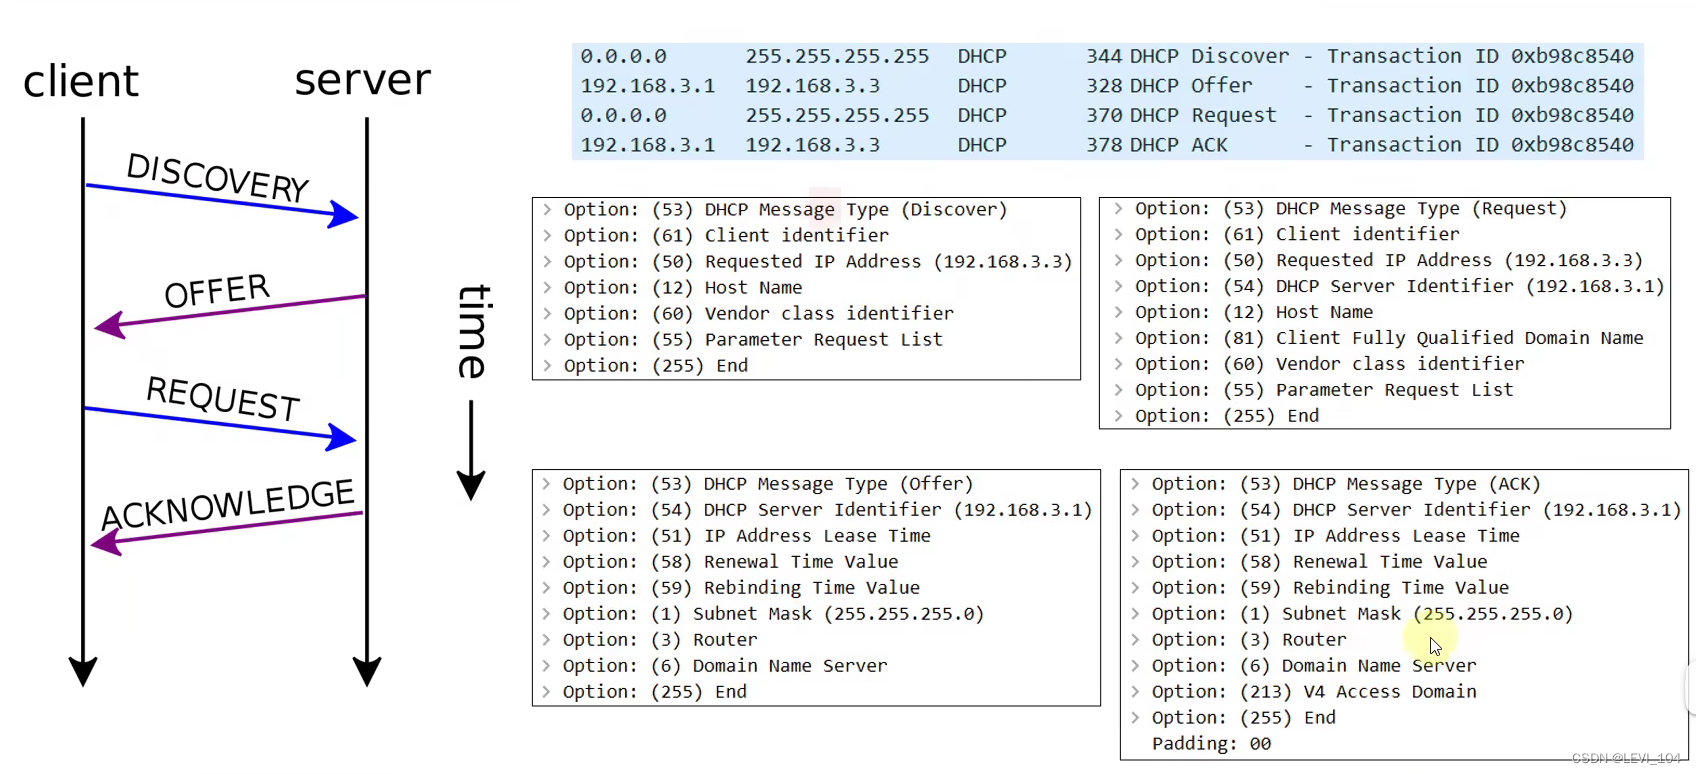 client
server
DISCOVERY
OFFER
REQUEST
ACKNOWLEDGE
time
0.0.0.0 255.255.255.255 DHCP 344 DHCP Discover - Transaction ID 0xb98c8540
192.168.3.1 192.168.3.3 DHCP 328 DHCP Offer - Transaction ID 0xb98c8540
0.0.0.0 255.255.255.255 DHCP 370 DHCP Request - Transaction ID 0xb98c8540
192.168.3.1 192.168.3.3 DHCP 378 DHCP ACK - Transaction ID 0xb98c8540
Option: (53) DHCP Message Type (Discover)
Option: (61) Client identifier
Option: (50) Requested IP Address (192.168.3.3)
Option: (12) Host Name
Option: (60) Vendor class identifier
Option: (55) Parameter Request List
Option: (255) End
Option: (53) DHCP Message Type (Request)
Option: (61) Client identifier
Option: (50) Requested IP Address (192.168.3.3)
Option: (54) DHCP Server Identifier (192.168.3.1)
Option: (12) Host Name
Option: (81) Client Fully Qualified Domain Name
Option: (60) Vendor class identifier
Option: (55) Parameter Request List
Option: (255) End
Option: (53) DHCP Message Type (Offer)
Option: (54) DHCP Server Identifier (192.168.3.1)
Option: (51) IP Address Lease Time
Option: (58) Renewal Time Value
Option: (59) Rebinding Time Value
Option: (1) Subnet Mask (255.255.255.0)
Option: (3) Router
Option: (6) Domain Name Server
Option: (255) End
Option: (53) DHCP Message Type (ACK)
Option: (54) DHCP Server Identifier (192.168.3.1)
Option: (51) IP Address Lease Time
Option: (58) Renewal Time Value
Option: (59) Rebinding Time Value
Option: (1) Subnet Mask (255.255.255.0)
Option: (3) Router
Option: (6) Domain Name Server
Option: (213) V4 Access Domain
Option: (255) End
Padding: 00
CSDN @LEVI_104